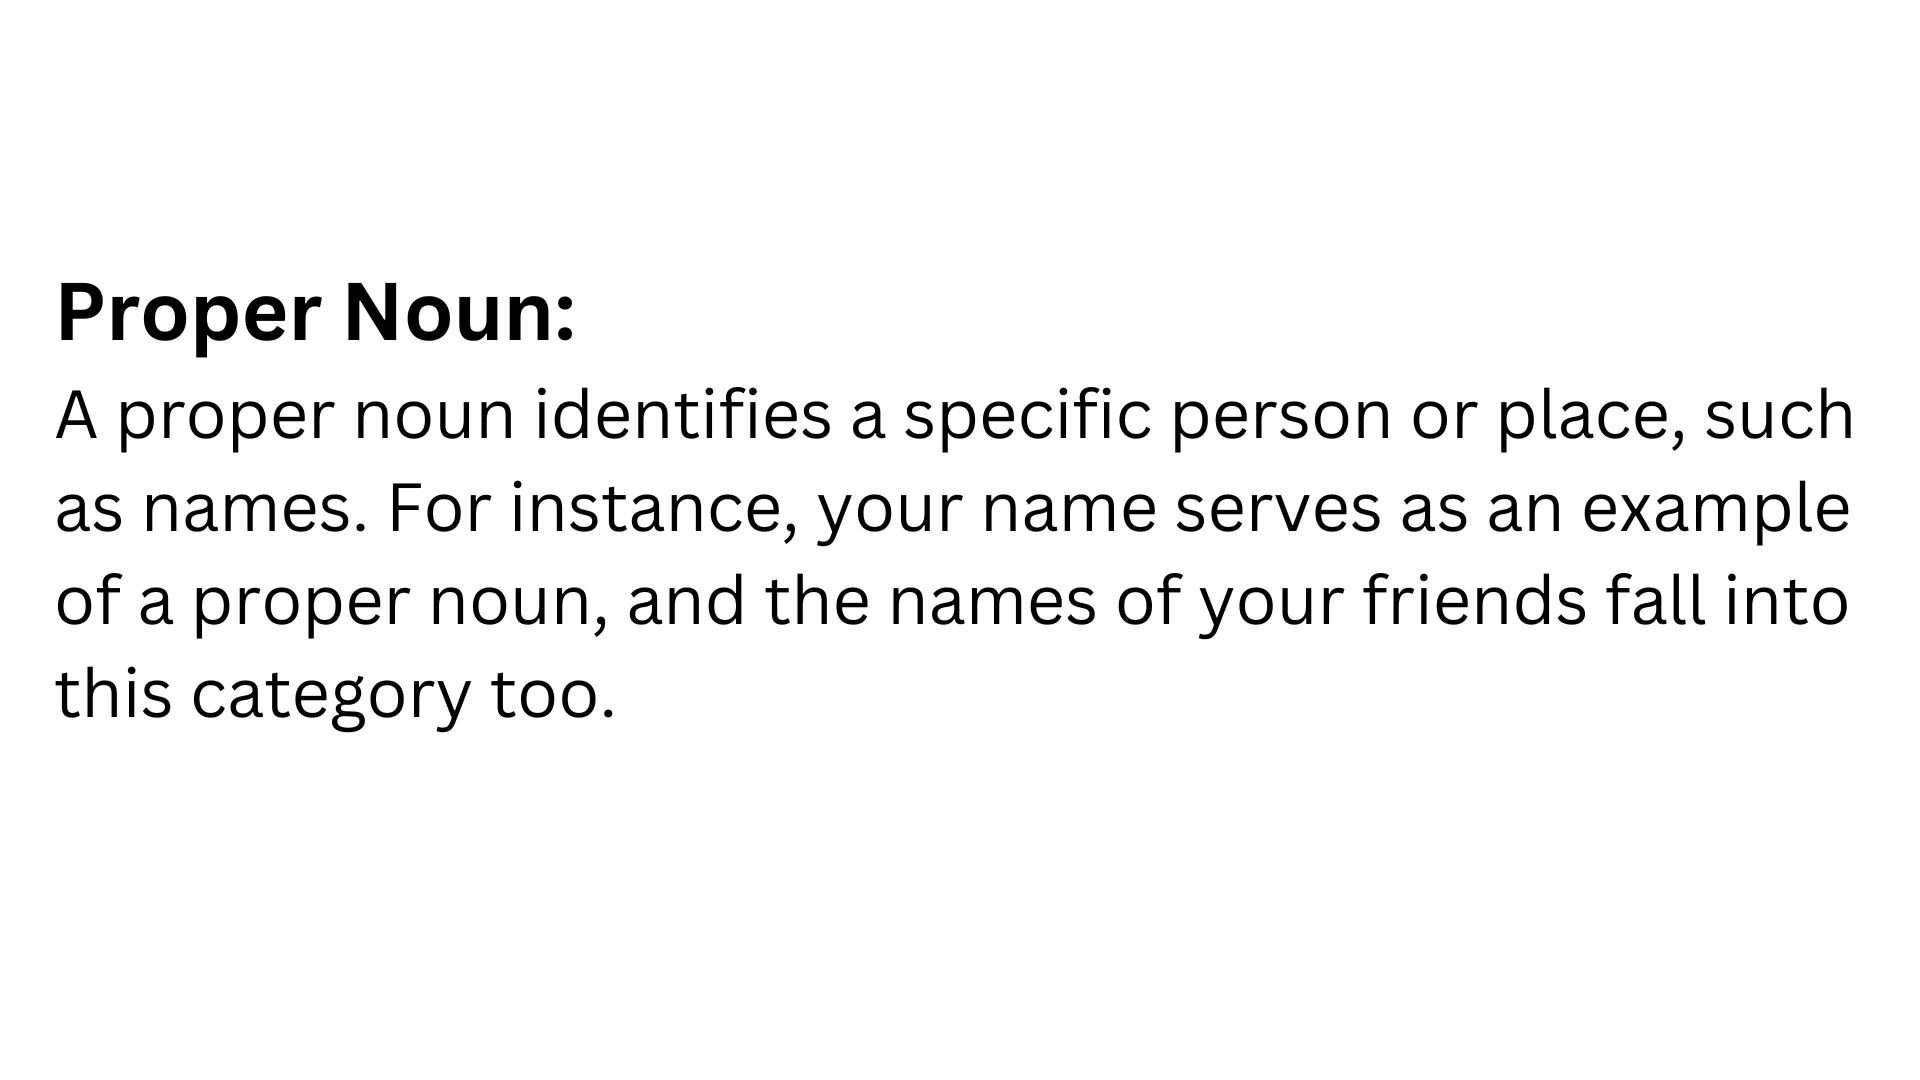 Proper Noun:
A proper noun identifies a specific person or place, such
as names. For instance, your name serves as an example
of a proper noun, and the names of your friends fall into
this category too.